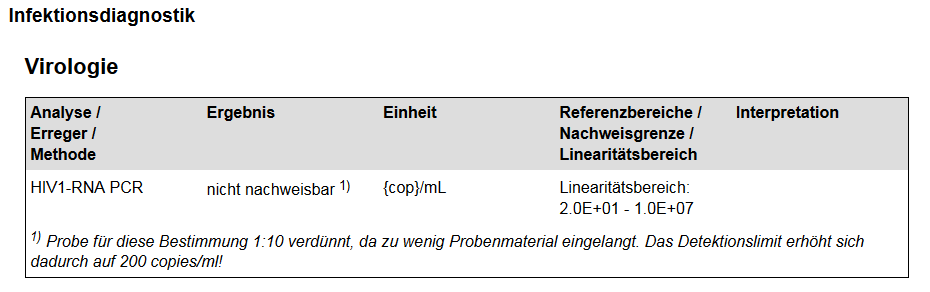 Infektionsdiagnostik
Virologie
Analyse / Erreger / Methode	Ergebnis	Einheit	Referenzbereiche / Nachweisgrenze / Linearitätsbereich	Interpretation
HIV1-RNA PCR	nicht nachweisbar 1)	{cop}/mL	Linearitätsbereich: 2.0E+01 - 1.0E+07
1) Probe für diese Bestimmung 1:10 verdünnt, da zu wenig Probenmaterial eingelangt. Das Detektionslimit erhöht sich
dadurch auf 200 copies/ml!